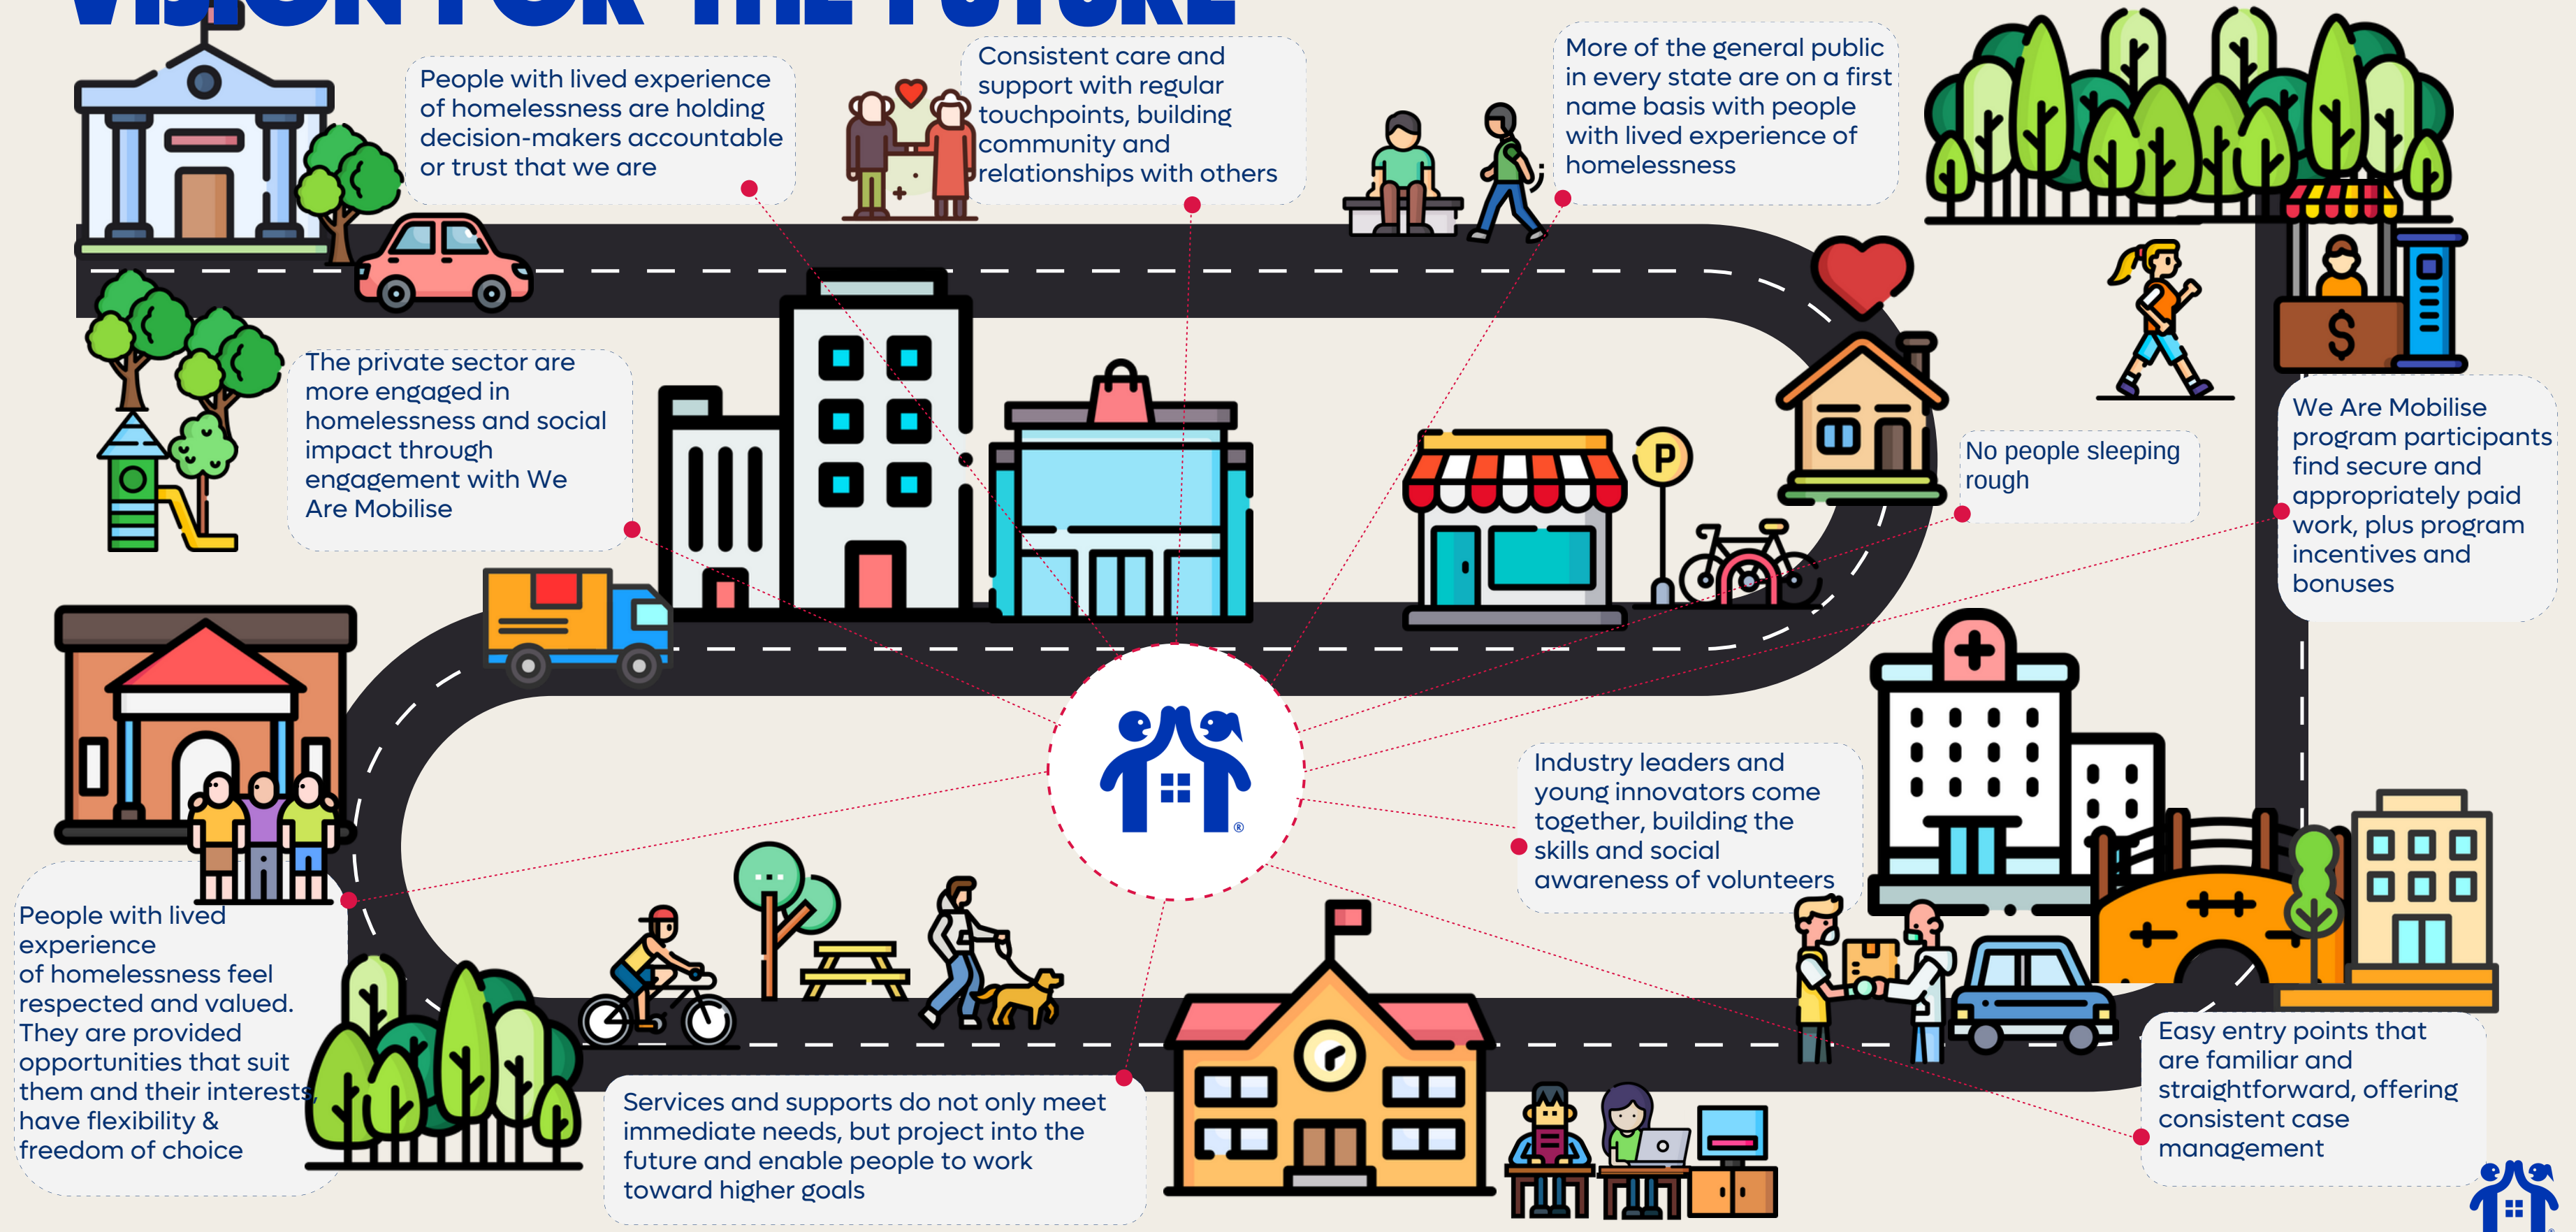 VISION FOR THE FUTURE
People with lived experience
of homelessness are holding
decision-makers accountable
or trust that we are
Consistent care and
support with regular
touchpoints, building
community and
relationships with others
More of the general public
in every state are on a first
name basis with people
with lived experience of
homelessness
The private sector are
more engaged in
homelessness and social
impact through
engagement with We
Are Mobilise
P
$
No people sleeping
rough
We Are Mobilise
program participants
find secure and
appropriately paid
work, plus program
incentives and
bonuses
®
Industry leaders and
young innovators come
together, building the
skills and social
awareness of volunteers
People with lived
experience
of homelessness feel
respected and valued.
They are provided
opportunities that suit
them and their interests,
have flexibility &
freedom of choice
Services and supports do not only meet
immediate needs, but project into the
future and enable people to work
toward higher goals
Easy entry points that
are familiar and
straightforward, offering
consistent case
management
®